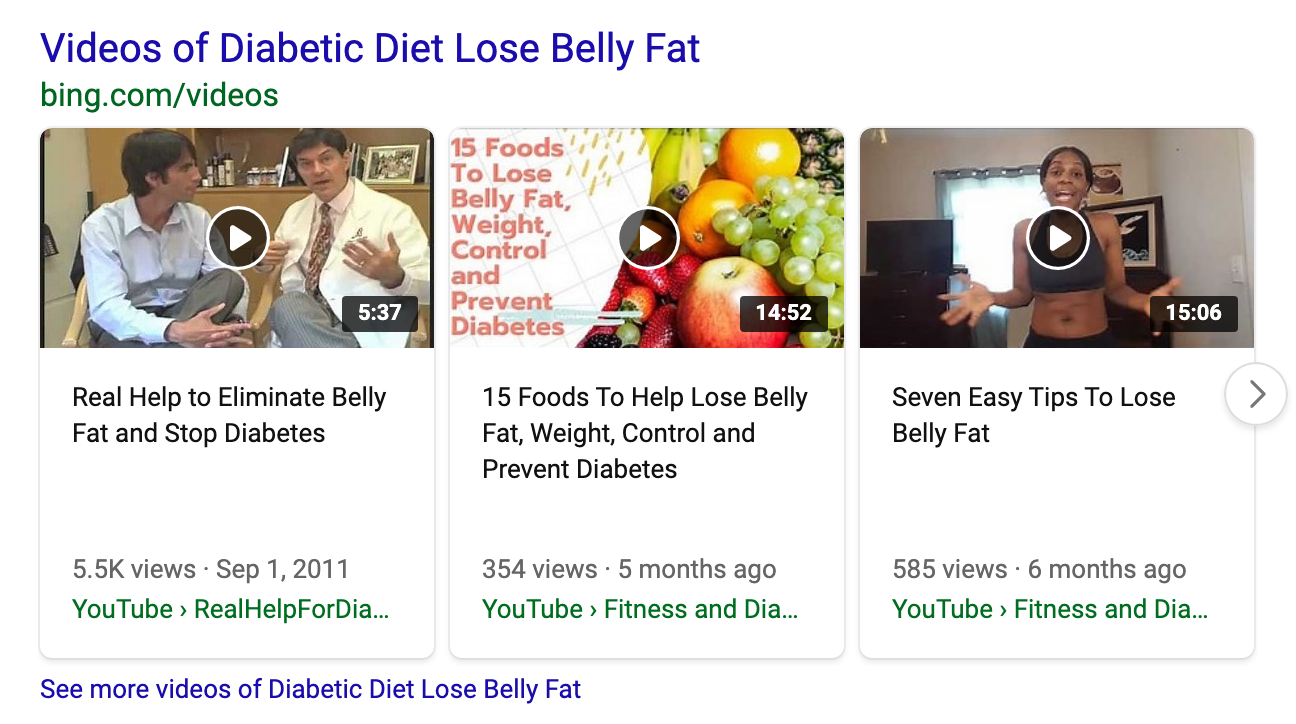 Videos of Diabetic Diet Lose Belly Fat
bing.com/videos
5:37
Real Help to Eliminate Belly
Fat and Stop Diabetes
5.5K views · Sep 1, 2011
YouTube › RealHelpForDia...
15 Foods
To Lose
Belly Fat,
Weight,
Control
and
Prevent
Diabetes
14:52
15 Foods To Help Lose Belly
Fat, Weight, Control and
Prevent Diabetes
354 views · 5 months ago
YouTube › Fitness and Dia...
15:06
Seven Easy Tips To Lose
Belly Fat
585 views · 6 months ago
YouTube › Fitness and Dia...
See more videos of Diabetic Diet Lose Belly Fat